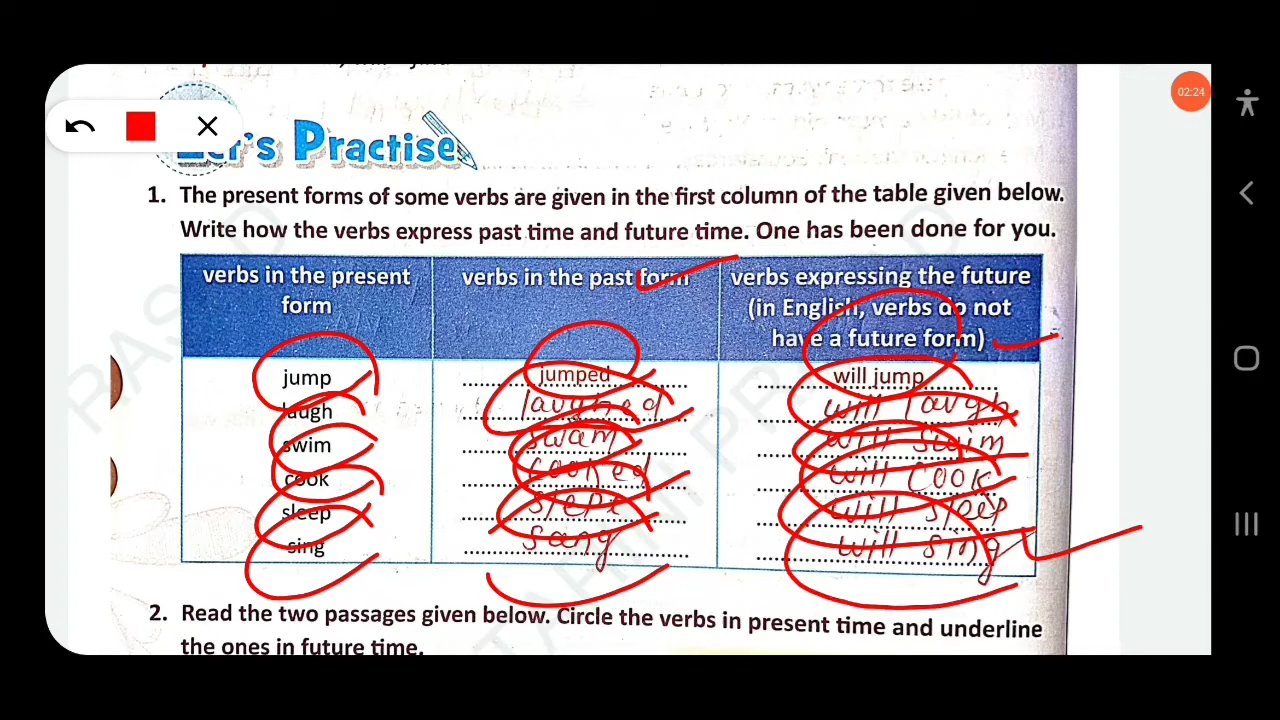 02:24
Let's Practise
1. The present forms of some verbs are given in the first column of the table given below.
Write how the verbs express past time and future time. One has been done for you.
verbs in the present form
verbs in the past form
verbs expressing the future (in English, verbs do not have a future form)
jump jumped will jump
laugh laughed will laugh
swim swam will swim
cook cooked will cook
sleep slept will sleep
sing sang will sing
2. Read the two passages given below. Circle the verbs in present time and underline
the ones in future time.